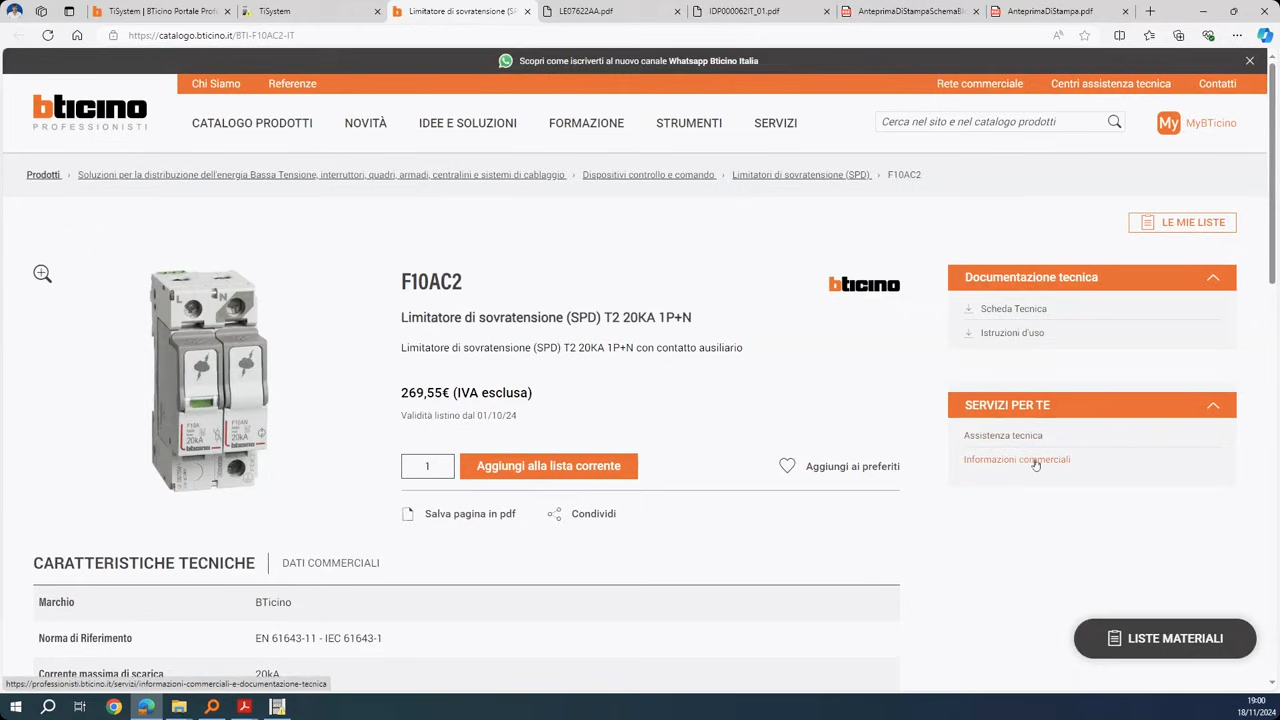 TiSystem | BTicino Portale Profes
TiSystem
Limitatore di sovratensione (SP
LE07622AA.pdf
IDP000062IT_01.pdf
AnteprimaDiStampaSchemaBl
AnteprimaDiStampa.pdf
https://catalogo.bticino.it/BTI-F10AC2-IT
Scopri come iscriverti al nuovo canale Whatsapp Bticino Italia
Chi Siamo
Referenze
Rete commerciale
Centri assistenza tecnica
Contatti
bticino
PROFESSIONISTI
CATALOGO PRODOTTI
NOVITÀ
IDEE E SOLUZIONI
FORMAZIONE
STRUMENTI
SERVIZI
Cerca nel sito e nel catalogo prodotti
My MyBTicino
Prodotti › Soluzioni per la distribuzione dell'energia Bassa Tensione, interruttori, quadri, armadi, centralini e sistemi di cablaggio › Dispositivi controllo e comando › Limitatori di sovratensione (SPD) › F10AC2
LE MIE LISTE
L N
20kA
20kA
F10AC2
bticino
Limitatore di sovratensione (SPD) T2 20KA 1P+N
Limitatore di sovratensione (SPD) T2 20KA 1P+N con contatto ausiliario
269,55€ (IVA esclusa)
Validità listino dal 01/10/24
1
Aggiungi alla lista corrente
Aggiungi ai preferiti
Salva pagina in pdf
Condividi
Documentazione tecnica
Scheda Tecnica
Istruzioni d'uso
SERVIZI PER TE
Assistenza tecnica
Informazioni commerciali
CARATTERISTICHE TECNICHE
DATI COMMERCIALI
Marchio BTicino
Norma di Riferimento EN 61643-11 - IEC 61643-1
Corrente massima di scarica 20kA
LISTE MATERIALI
https://professionisti.bticino.it/servizi/informazioni-commerciali-e-documentazione-tecnica
19:00
18/11/2024